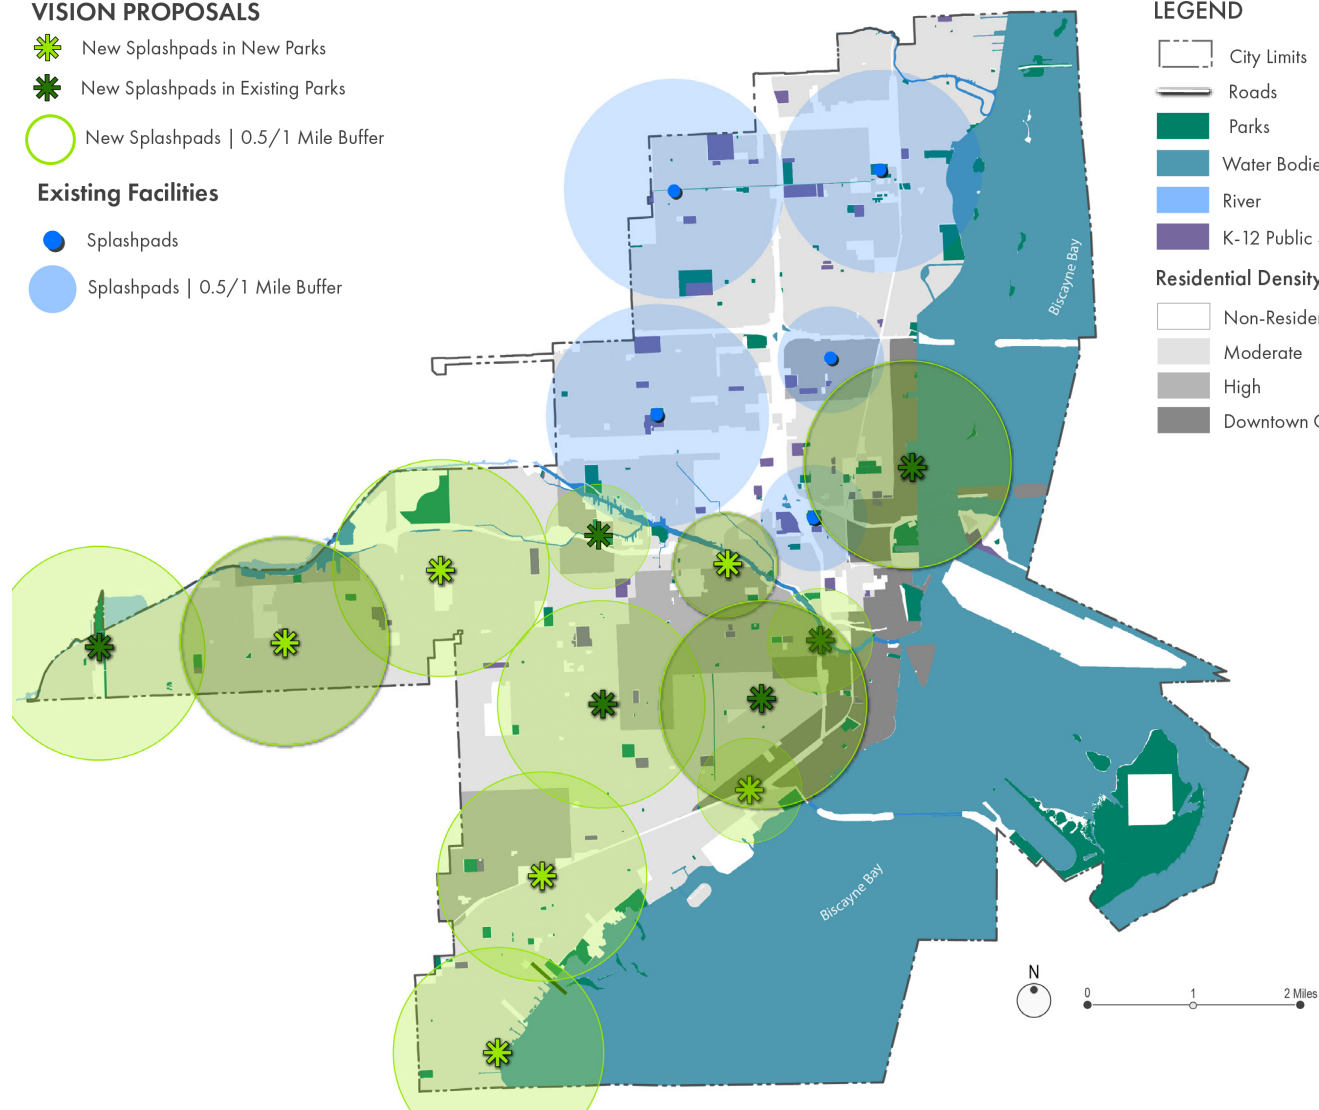 VISION PROPOSALS
New Splashpads in New Parks
New Splashpads in Existing Parks
New Splashpads | 0.5/1 Mile Buffer
Existing Facilities
Splashpads
Splashpads | 0.5/1 Mile Buffer
LEGEND
City Limits
Roads
Parks
Water Bodie
River
K-12 Public
Residential Density
Non-Reside
Moderate
High
Downtown
Biscayne Bay
Biscayne Bay
N
0 1 2 Miles